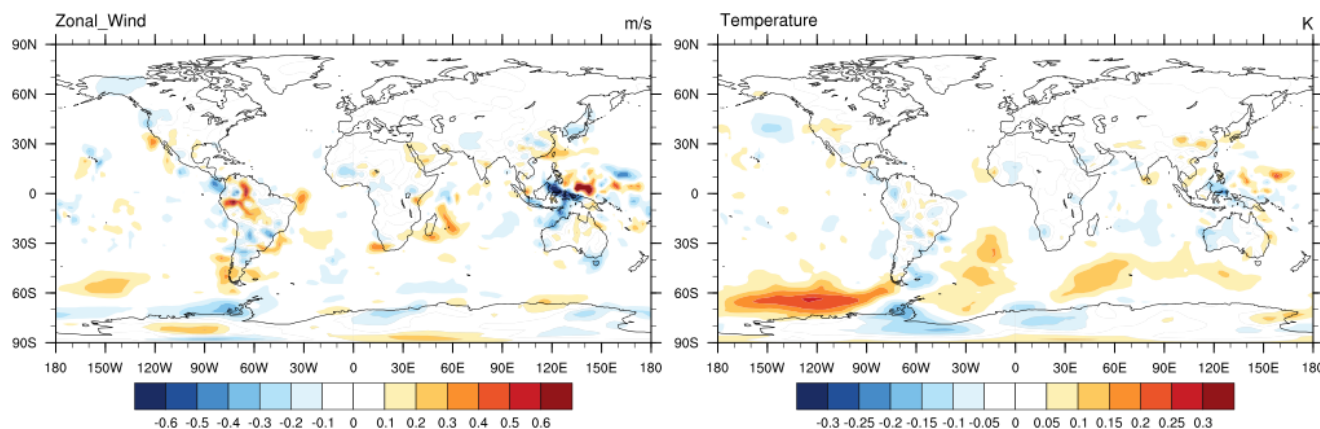 Zonal_Wind m/s
90N
60N
30N
0
30S
60S
90S
180 150W 120W 90W 60W 30W 0 30E 60E 90E 120E 150E 180
-0.6 -0.5 -0.4 -0.3 -0.2 -0.1 0 0.1 0.2 0.3 0.4 0.5 0.6
Temperature K
90N
60N
30N
0
30S
60S
90S
180 150W 120W 90W 60W 30W 0 30E 60E 90E 120E 150E 180
-0.3 -0.25 -0.2 -0.15 -0.1 -0.05 0 0.05 0.1 0.15 0.2 0.25 0.3